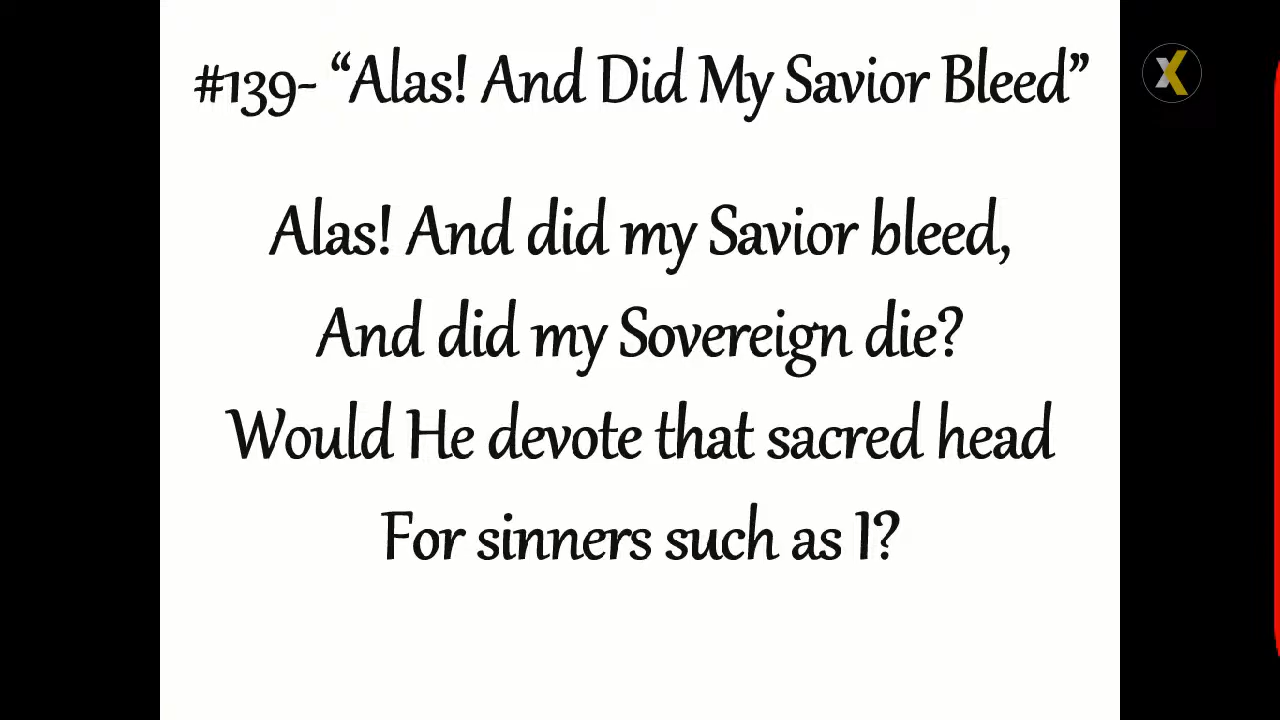 #139- “Alas! And Did My Savior Bleed”
Alas! And did my Savior bleed,
And did my Sovereign die?
Would He devote that sacred head
For sinners such as I?